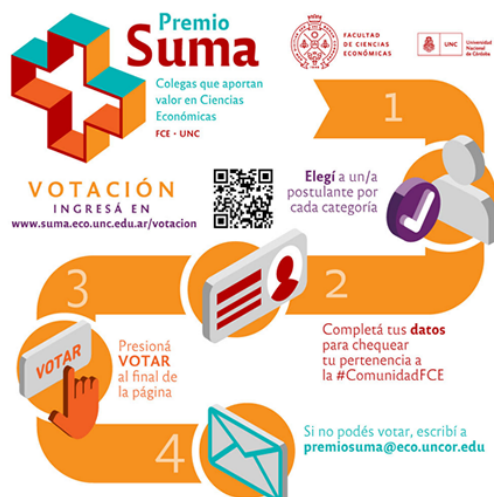 Premio
Suma
Colegas que aportan
valor en Ciencias
Económicas
FCE - UNC
FACULTAD
DE CIENCIAS
ECONÓMICAS
UNC
Universidad
Nacional
de Córdoba
VOTACIÓN
INGRESÁ EN
www.suma.eco.unc.edu.ar/votacion
1
Elegí a un/a
postulante por
cada categoría
2
Completá tus datos
para chequear
tu pertenencia a
la #ComunidadFCE
3
VOTAR
Presioná
VOTAR
al final de
la página
4
Si no podés votar, escribí a
premiosuma@eco.uncor.edu